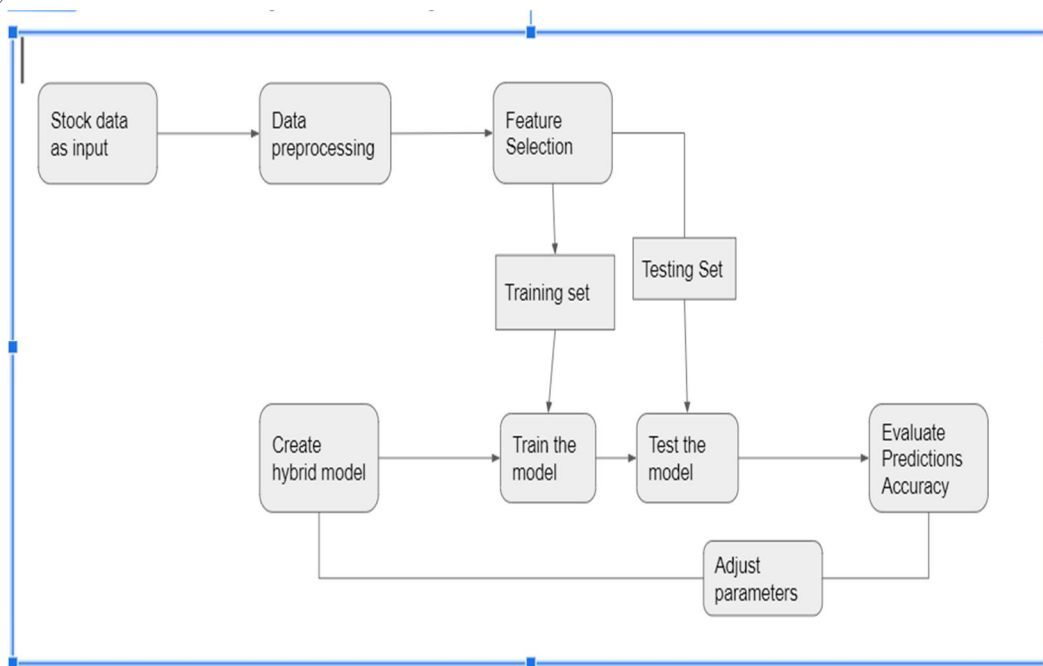 Stock data
as input
Data
preprocessing
Feature
Selection
Training set
Testing Set
Create
hybrid model
Train the
model
Test the
model
Evaluate
Predictions
Accuracy
Adjust
parameters